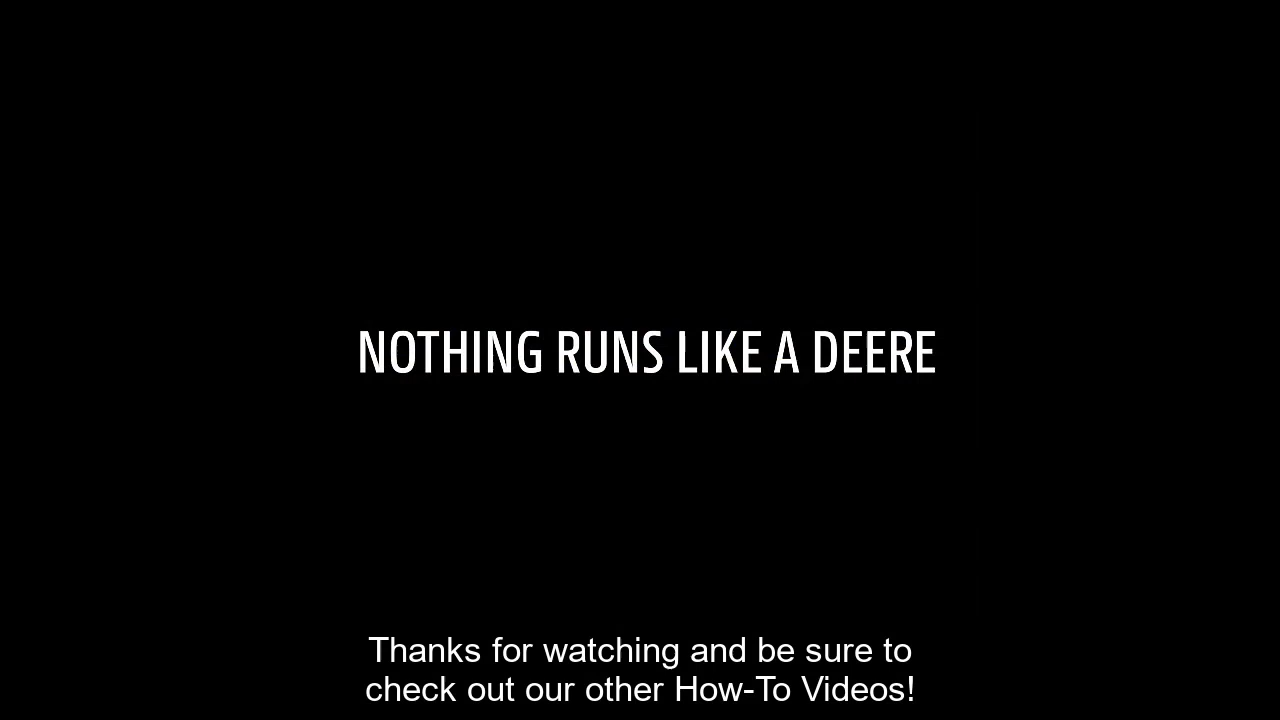 NOTHING RUNS LIKE A DEERE
Thanks for watching and be sure to
check out our other How-To Videos!